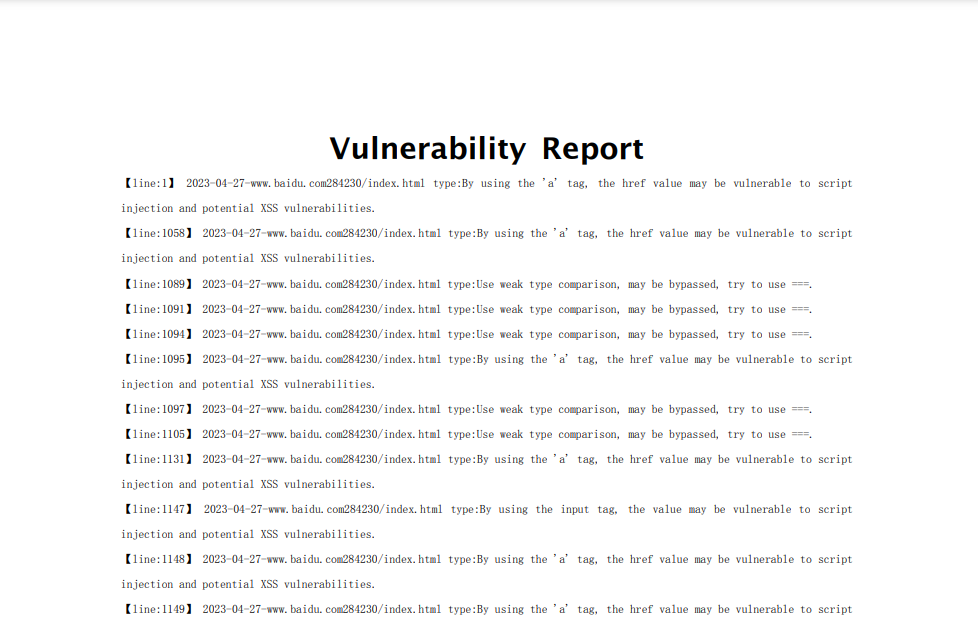 Vulnerability Report
【line:1】 2023-04-27-www.baidu.com284230/index.html type:By using the 'a' tag, the href value may be vulnerable to script
injection and potential XSS vulnerabilities.
【line:1058】 2023-04-27-www.baidu.com284230/index.html type:By using the 'a' tag, the href value may be vulnerable to script
injection and potential XSS vulnerabilities.
【line:1089】 2023-04-27-www.baidu.com284230/index.html type:Use weak type comparison, may be bypassed, try to use ===.
【line:1091】 2023-04-27-www.baidu.com284230/index.html type:Use weak type comparison, may be bypassed, try to use ===.
【line:1094】 2023-04-27-www.baidu.com284230/index.html type:Use weak type comparison, may be bypassed, try to use ===.
【line:1095】 2023-04-27-www.baidu.com284230/index.html type:By using the 'a' tag, the href value may be vulnerable to script
injection and potential XSS vulnerabilities.
【line:1097】 2023-04-27-www.baidu.com284230/index.html type:Use weak type comparison, may be bypassed, try to use ===.
【line:1105】 2023-04-27-www.baidu.com284230/index.html type:Use weak type comparison, may be bypassed, try to use ===.
【line:1131】 2023-04-27-www.baidu.com284230/index.html type:By using the 'a' tag, the href value may be vulnerable to script
injection and potential XSS vulnerabilities.
【line:1147】 2023-04-27-www.baidu.com284230/index.html type:By using the input tag, the value may be vulnerable to script
injection and potential XSS vulnerabilities.
【line:1148】 2023-04-27-www.baidu.com284230/index.html type:By using the 'a' tag, the href value may be vulnerable to script
injection and potential XSS vulnerabilities.
【line:1149】 2023-04-27-www.baidu.com284230/index.html type:By using the 'a' tag, the href value may be vulnerable to script